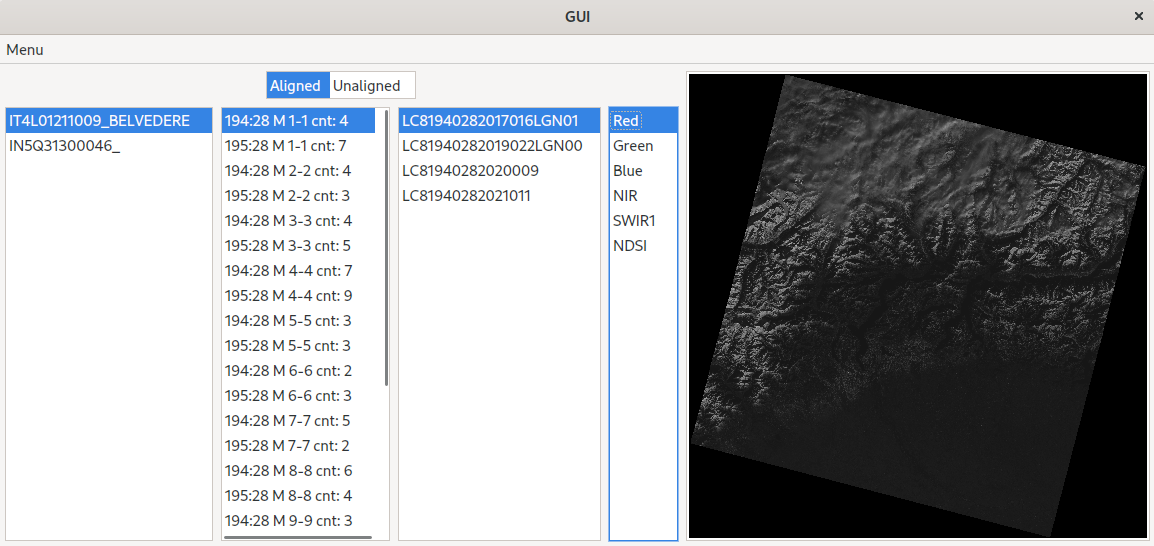 GUI
Menu
Aligned Unaligned
IT4L01211009_BELVEDERE
IN5Q31300046_
194:28 M 1-1 cnt: 4
195:28 M 1-1 cnt: 7
194:28 M 2-2 cnt: 4
195:28 M 2-2 cnt: 3
194:28 M 3-3 cnt: 4
195:28 M 3-3 cnt: 5
194:28 M 4-4 cnt: 7
195:28 M 4-4 cnt: 9
194:28 M 5-5 cnt: 3
195:28 M 5-5 cnt: 3
194:28 M 6-6 cnt: 2
195:28 M 6-6 cnt: 3
194:28 M 7-7 cnt: 5
195:28 M 7-7 cnt: 2
194:28 M 8-8 cnt: 6
195:28 M 8-8 cnt: 4
194:28 M 9-9 cnt: 3
LC81940282017016LGN01
LC81940282019022LGN00
LC81940282020009
LC81940282021011
Red
Green
Blue
NIR
SWIR1
NDSI